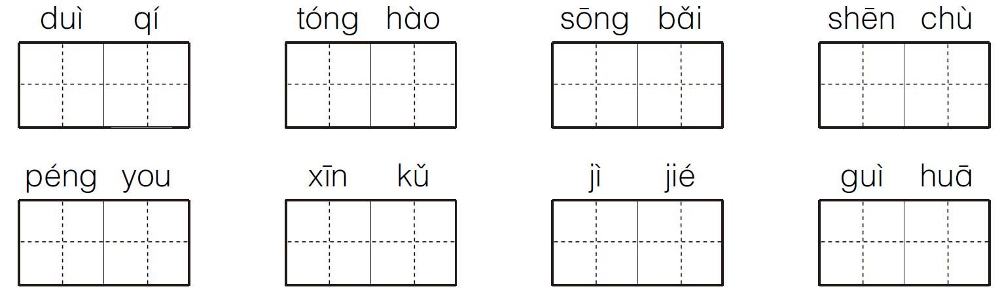 duì qí tóng hào sōng bǎi shēn chù
péng you xīn kǔ jì jié guì huā